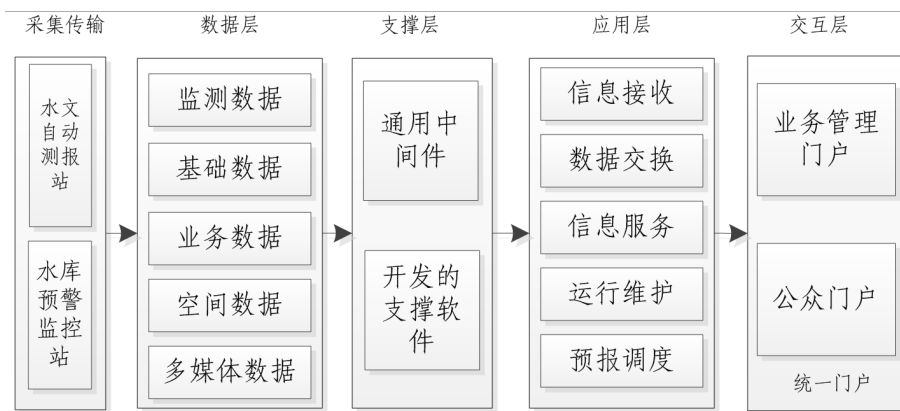 采集传输
数据层
支撑层
应用层
交互层
水文
自动
测报
站
水库
预警
监控
站
监测数据
基础数据
业务数据
空间数据
多媒体数据
通用中
间件
开发的
支撑软
件
信息接收
数据交换
信息服务
运行维护
预报调度
业务管理
门户
公众门户
统一门户